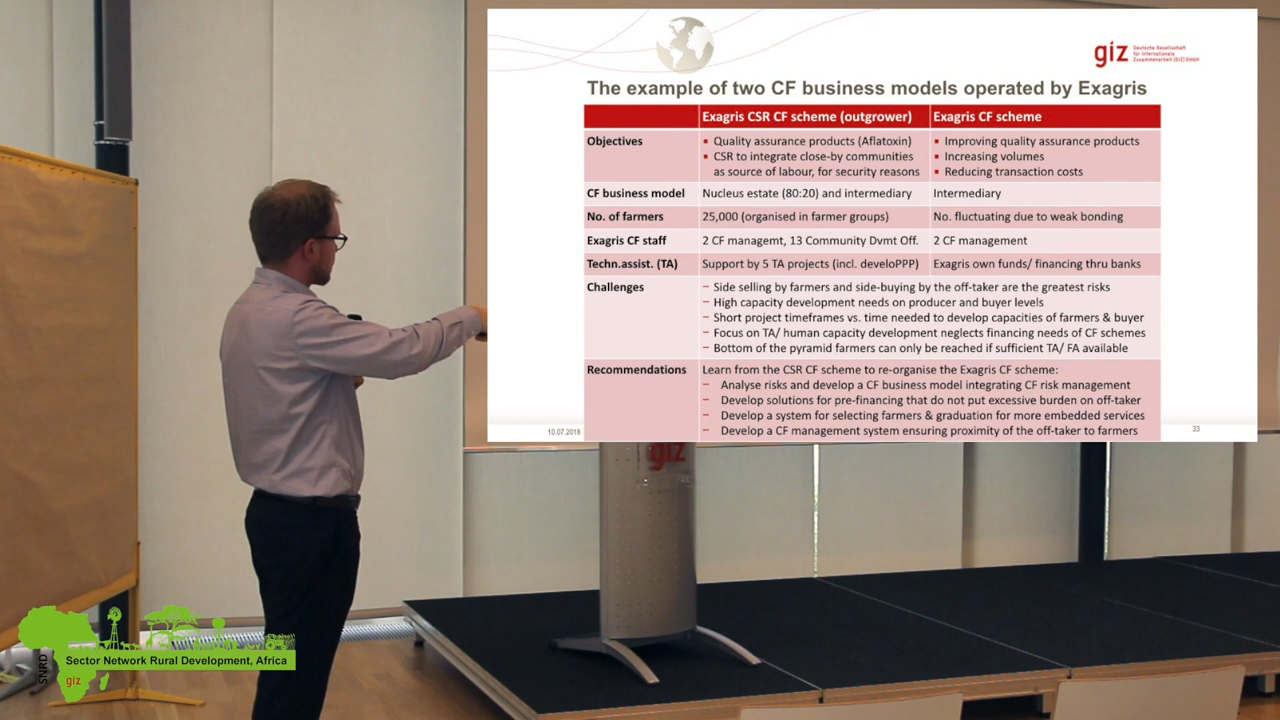 giz Deutsche Gesellschaft
für Internationale
Zusammenarbeit (GIZ) GmbH
The example of two CF business models operated by Exagris
Exagris CSR CF scheme (outgrower) Exagris CF scheme
Objectives
▪ Quality assurance products (Aflatoxin)
▪ CSR to integrate close-by communities
as source of labour, for security reasons
▪ Improving quality assurance products
▪ Increasing volumes
▪ Reducing transaction costs
CF business model Nucleus estate (80:20) and intermediary Intermediary
No. of farmers 25,000 (organised in farmer groups) No. fluctuating due to weak bonding
Exagris CF staff 2 CF managemt, 13 Community Dvmt Off. 2 CF management
Techn.assist. (TA) Support by 5 TA projects (incl. develoPPP) Exagris own funds/ financing thru banks
Challenges
− Side selling by farmers and side-buying by the off-taker are the greatest risks
− High capacity development needs on producer and buyer levels
− Short project timeframes vs. time needed to develop capacities of farmers & buyer
− Focus on TA/ human capacity development neglects financing needs of CF schemes
− Bottom of the pyramid farmers can only be reached if sufficient TA/ FA available
Recommendations Learn from the CSR CF scheme to re-organise the Exagris CF scheme:
− Analyse risks and develop a CF business model integrating CF risk management
− Develop solutions for pre-financing that do not put excessive burden on off-taker
− Develop a system for selecting farmers & graduation for more embedded services
− Develop a CF management system ensuring proximity of the off-taker to farmers
10.07.2018 33
giz
SNRD
Sector Network Rural Development, Africa
giz